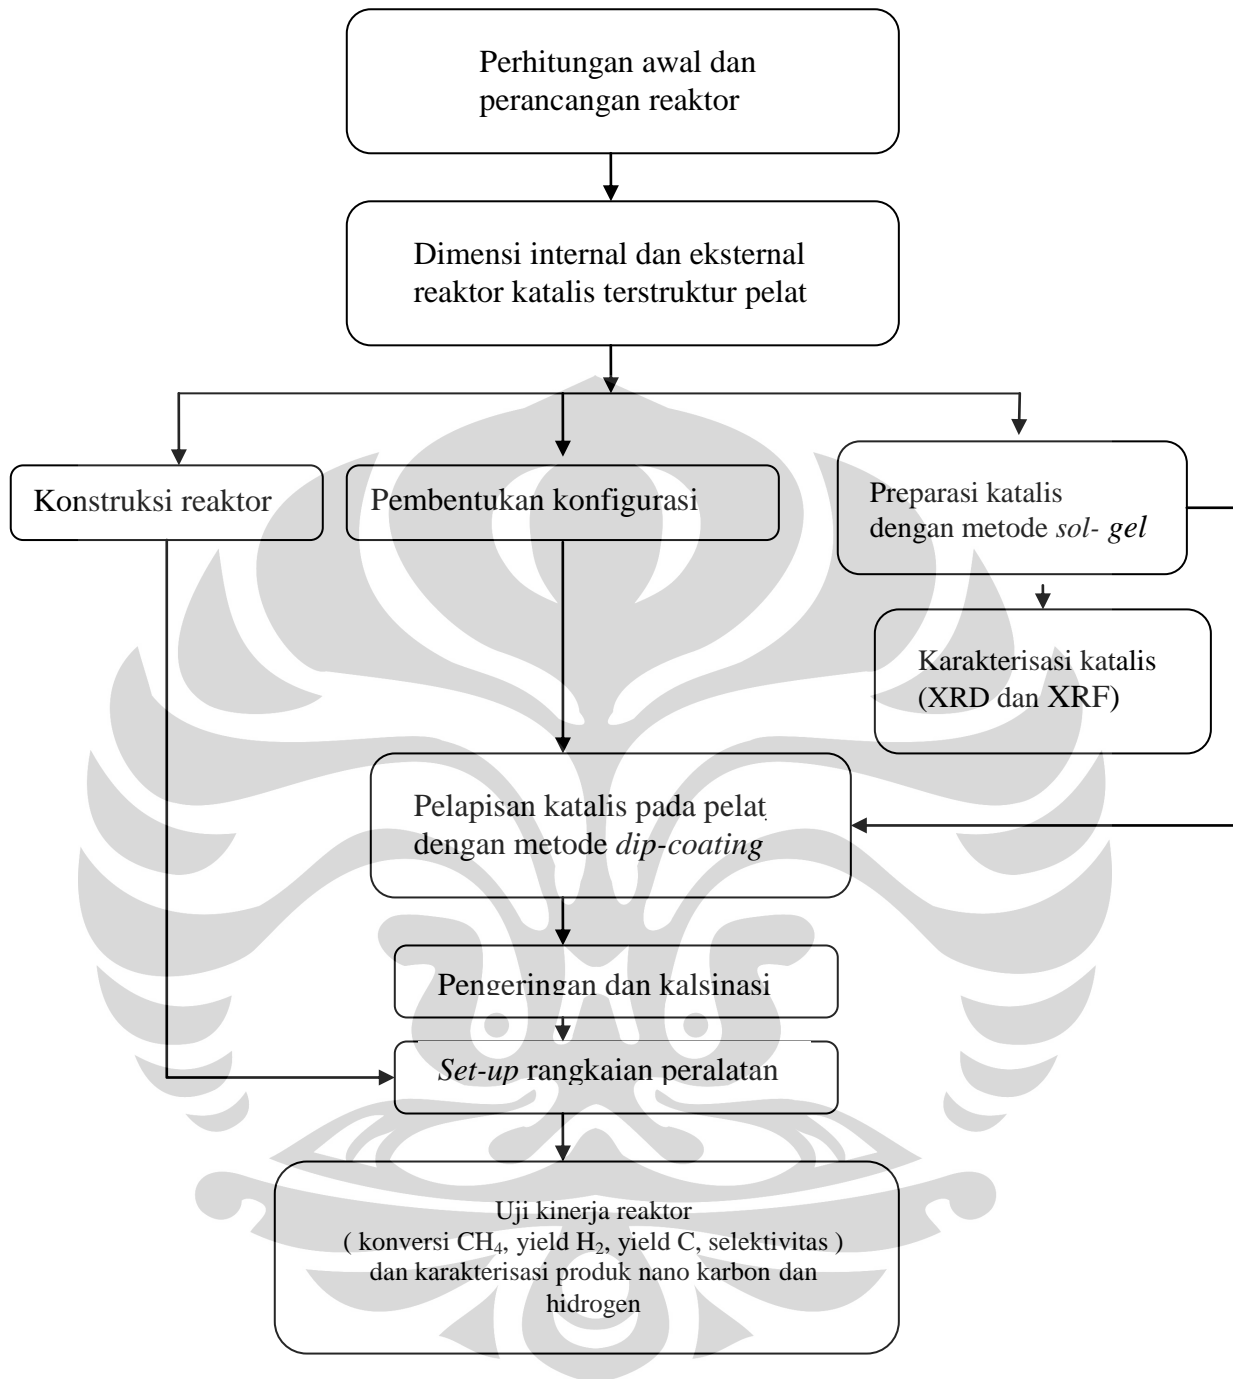 Perhitungan awal dan
perancangan reaktor
Dimensi internal dan eksternal
reaktor katalis terstruktur pelat
Konstruksi reaktor
Pembentukan konfigurasi
Preparasi katalis
dengan metode sol- gel
Karakterisasi katalis
(XRD dan XRF)
Pelapisan katalis pada pelat
dengan metode dip-coating
Pengeringan dan kalsinasi
Set-up rangkaian peralatan
Uji kinerja reaktor
( konversi CH₄, yield H₂, yield C, selektivitas )
dan karakterisasi produk nano karbon dan
hidrogen